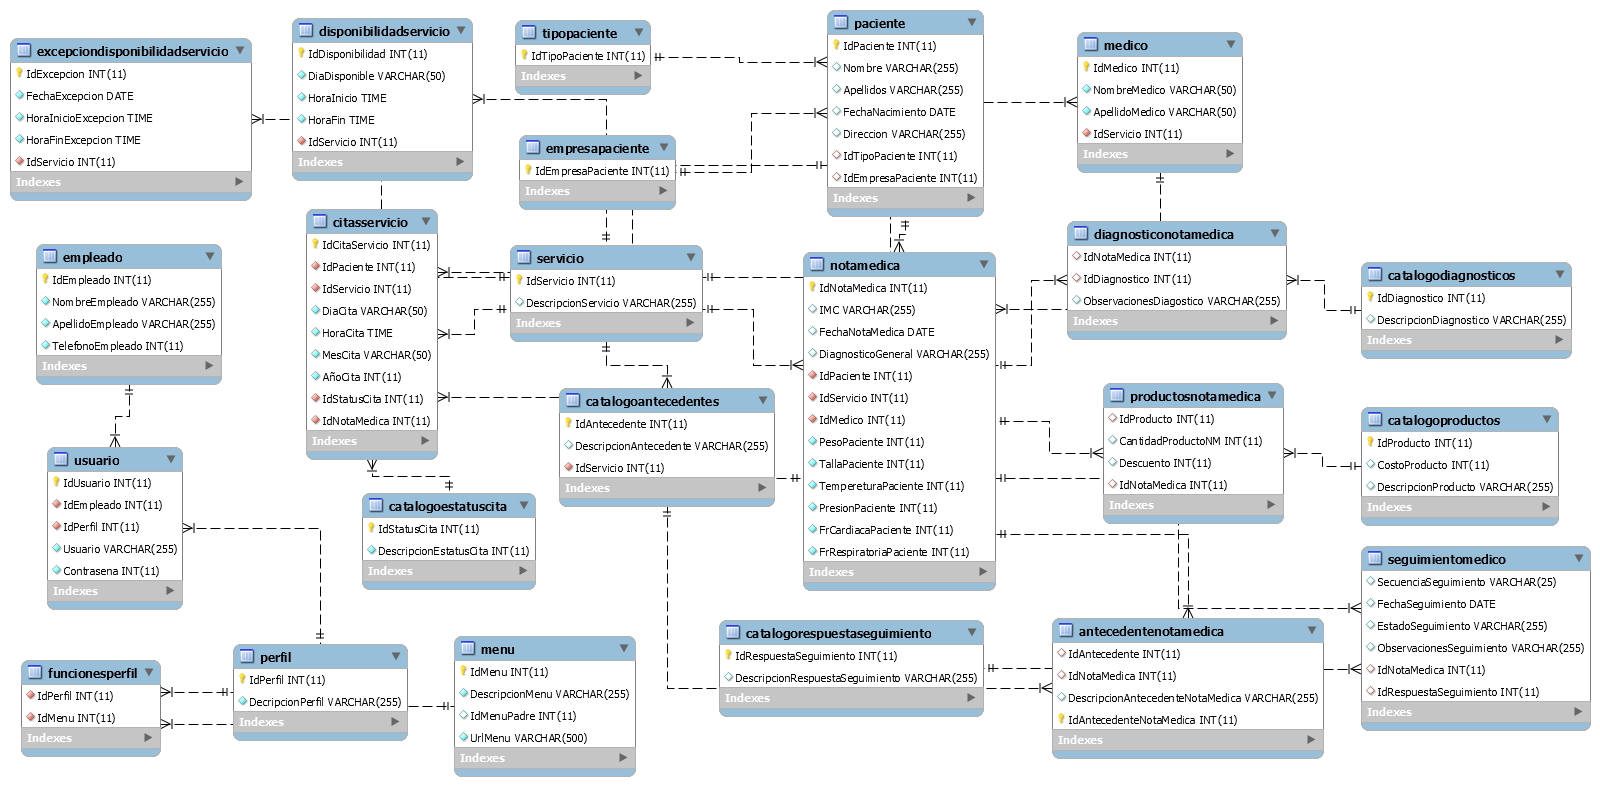 excepciondisponibilidadservicio
IdExcepcion INT(11)
FechaExcepcion DATE
HoraInicioExcepcion TIME
HoraFinExcepcion TIME
IdServicio INT(11)
Indexes
disponibilidadservicio
IdDisponibilidad INT(11)
DiaDisponible VARCHAR(50)
HoraInicio TIME
HoraFin TIME
IdServicio INT(11)
Indexes
tipopaciente
IdTipoPaciente INT(11)
Indexes
paciente
IdPaciente INT(11)
Nombre VARCHAR(255)
Apellidos VARCHAR(255)
FechaNacimiento DATE
Direccion VARCHAR(255)
IdTipoPaciente INT(11)
IdEmpresaPaciente INT(11)
Indexes
medico
IdMedico INT(11)
NombreMedico VARCHAR(50)
ApellidoMedico VARCHAR(50)
IdServicio INT(11)
Indexes
empresapaciente
IdEmpresaPaciente INT(11)
Indexes
empleado
IdEmpleado INT(11)
NombreEmpleado VARCHAR(255)
ApellidoEmpleado VARCHAR(255)
TelefonoEmpleado INT(11)
Indexes
citasservicio
IdCitaServicio INT(11)
IdPaciente INT(11)
IdServicio INT(11)
DiaCita VARCHAR(50)
HoraCita TIME
MesCita VARCHAR(50)
AñoCita INT(11)
IdStatusCita INT(11)
IdNotaMedica INT(11)
Indexes
servicio
IdServicio INT(11)
DescripcionServicio VARCHAR(255)
Indexes
notamedica
IdNotaMedica INT(11)
IMC VARCHAR(255)
FechaNotaMedica DATE
DiagnosticoGeneral VARCHAR(255)
IdPaciente INT(11)
IdServicio INT(11)
IdMedico INT(11)
PesoPaciente INT(11)
TallaPaciente INT(11)
TempereturaPaciente INT(11)
PresionPaciente INT(11)
FrCardiacaPaciente INT(11)
FrRespiratoriaPaciente INT(11)
Indexes
diagnosticonotamedica
IdNotaMedica INT(11)
IdDiagnostico INT(11)
ObservacionesDiagostico VARCHAR(255)
Indexes
catalogodiagnosticos
IdDiagnostico INT(11)
DescripcionDiagnostico VARCHAR(255)
Indexes
catalogoantecedentes
IdAntecedente INT(11)
DescripcionAntecedente VARCHAR(255)
IdServicio INT(11)
Indexes
productosnotamedica
IdProducto INT(11)
CantidadProductoNM INT(11)
Descuento INT(11)
IdNotaMedica INT(11)
Indexes
catalogoproductos
IdProducto INT(11)
CostoProducto INT(11)
DescripcionProducto VARCHAR(255)
Indexes
usuario
IdUsuario INT(11)
IdEmpleado INT(11)
IdPerfil INT(11)
Usuario VARCHAR(255)
Contrasena INT(11)
Indexes
catalogoestatuscita
IdStatusCita INT(11)
DescripcionEstatusCita INT(11)
Indexes
seguimientomedico
SecuenciaSeguimiento VARCHAR(25)
FechaSeguimiento DATE
EstadoSeguimiento VARCHAR(255)
ObservacionesSeguimiento VARCHAR(255)
IdNotaMedica INT(11)
IdRespuestaSeguimiento INT(11)
Indexes
funcionesperfil
IdPerfil INT(11)
IdMenu INT(11)
Indexes
perfil
IdPerfil INT(11)
DecripcionPerfil VARCHAR(255)
Indexes
menu
IdMenu INT(11)
DescripcionMenu VARCHAR(255)
IdMenuPadre INT(11)
UrlMenu VARCHAR(500)
Indexes
catalogorespuestaseguimiento
IdRespuestaSeguimiento INT(11)
DescripcionRespuestaSeguimiento VARCHAR(255)
Indexes
antecedentenotamedica
IdAntecedente INT(11)
IdNotaMedica INT(11)
DescripcionAntecedenteNotaMedica VARCHAR(255)
IdAntecedenteNotaMedica INT(11)
Indexes